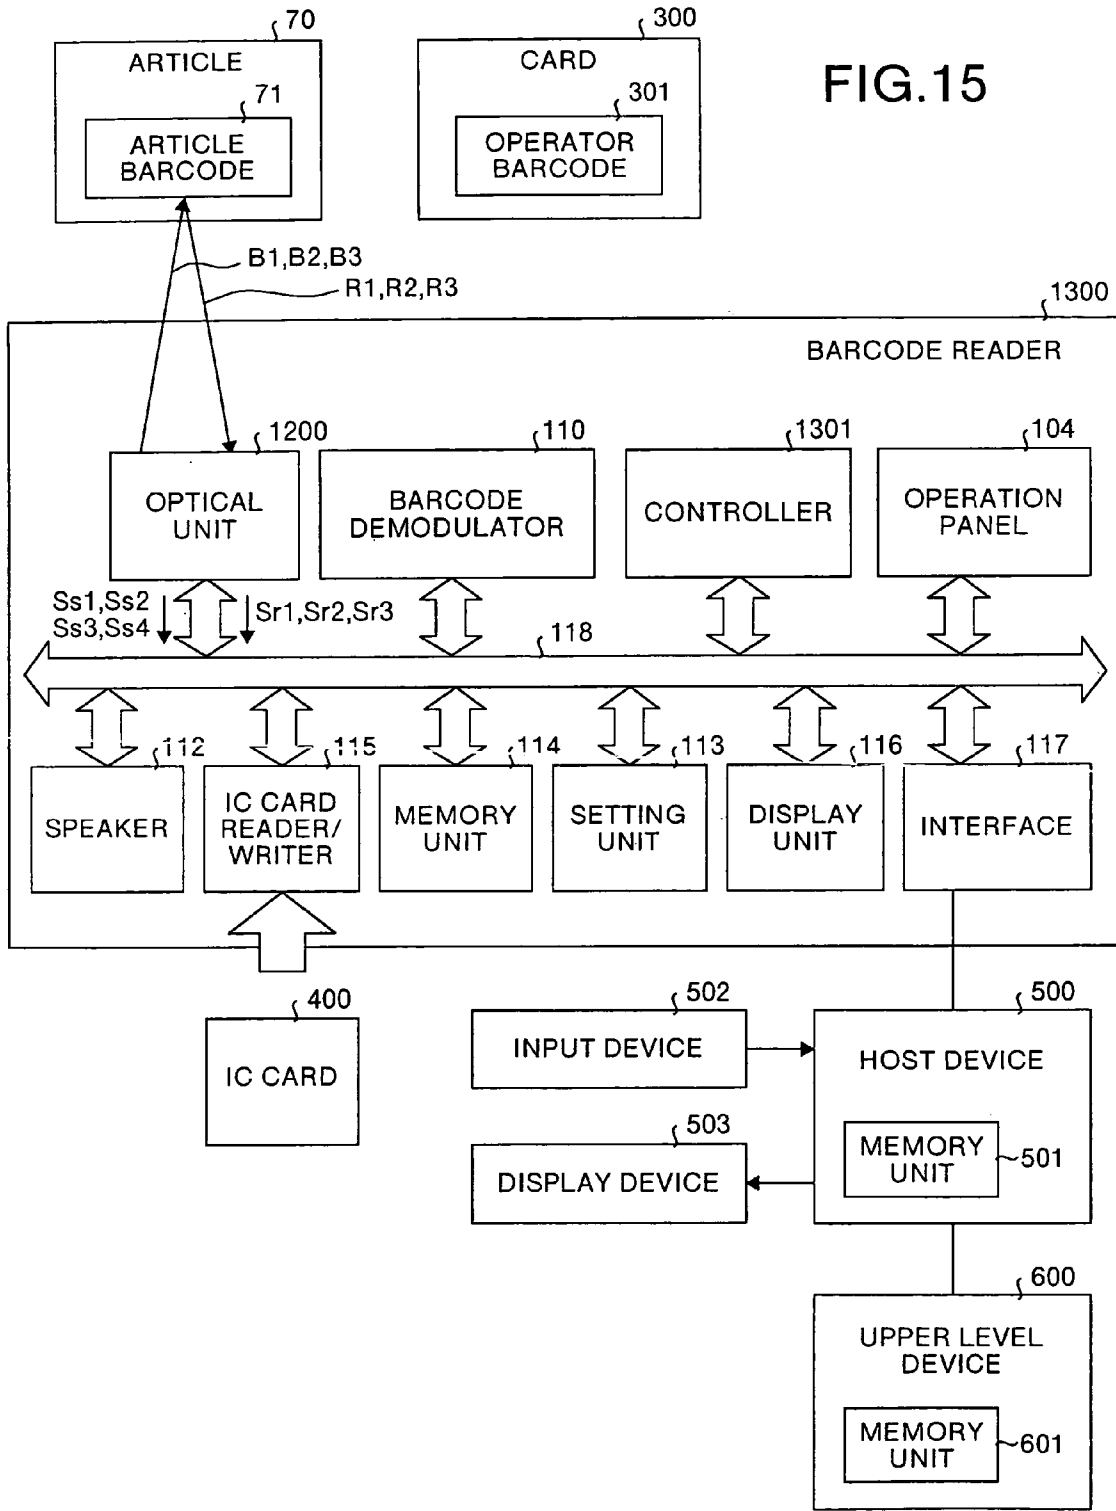 70
ARTICLE
71
ARTICLE
BARCODE
300
CARD
301
OPERATOR
BARCODE
FIG.15
B1,B2,B3
R1,R2,R3
1300
BARCODE READER
1200
OPTICAL
UNIT
110
BARCODE
DEMODULATOR
1301
CONTROLLER
104
OPERATION
PANEL
Ss1,Ss2
Ss3,Ss4
Sr1,Sr2,Sr3
118
112
SPEAKER
115
IC CARD
READER/
WRITER
114
MEMORY
UNIT
113
SETTING
UNIT
116
DISPLAY
UNIT
117
INTERFACE
400
IC CARD
502
INPUT DEVICE
503
DISPLAY DEVICE
500
HOST DEVICE
MEMORY
UNIT
501
600
UPPER LEVEL
DEVICE
MEMORY
UNIT
601